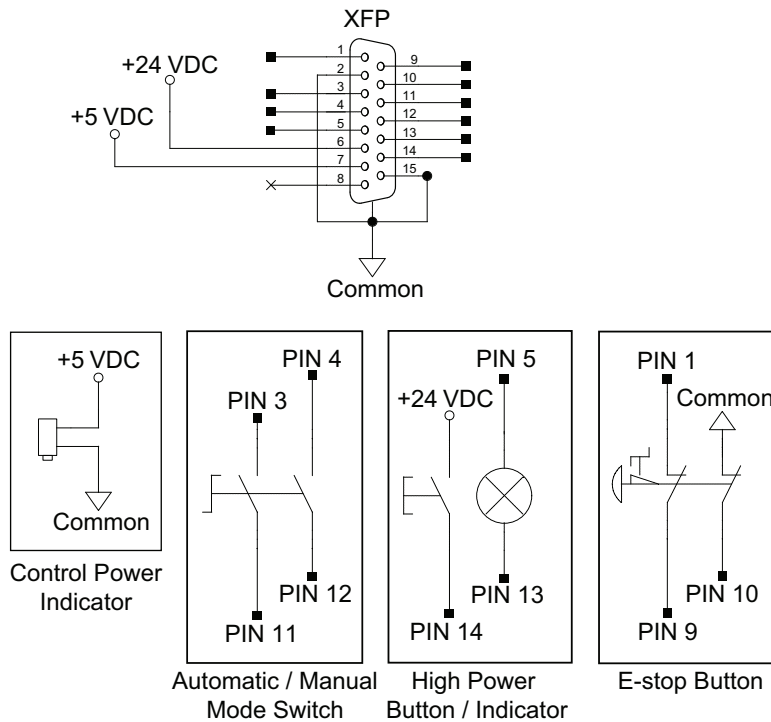 XFP
1
2
3
4
5
6
7
8
9
10
11
12
13
14
15
+24 VDC
+5 VDC
Common
+5 VDC
Common
Control Power
Indicator
PIN 4
PIN 3
PIN 12
PIN 11
Automatic / Manual
Mode Switch
PIN 5
+24 VDC
PIN 13
PIN 14
High Power
Button / Indicator
PIN 1
Common
PIN 10
PIN 9
E-stop Button